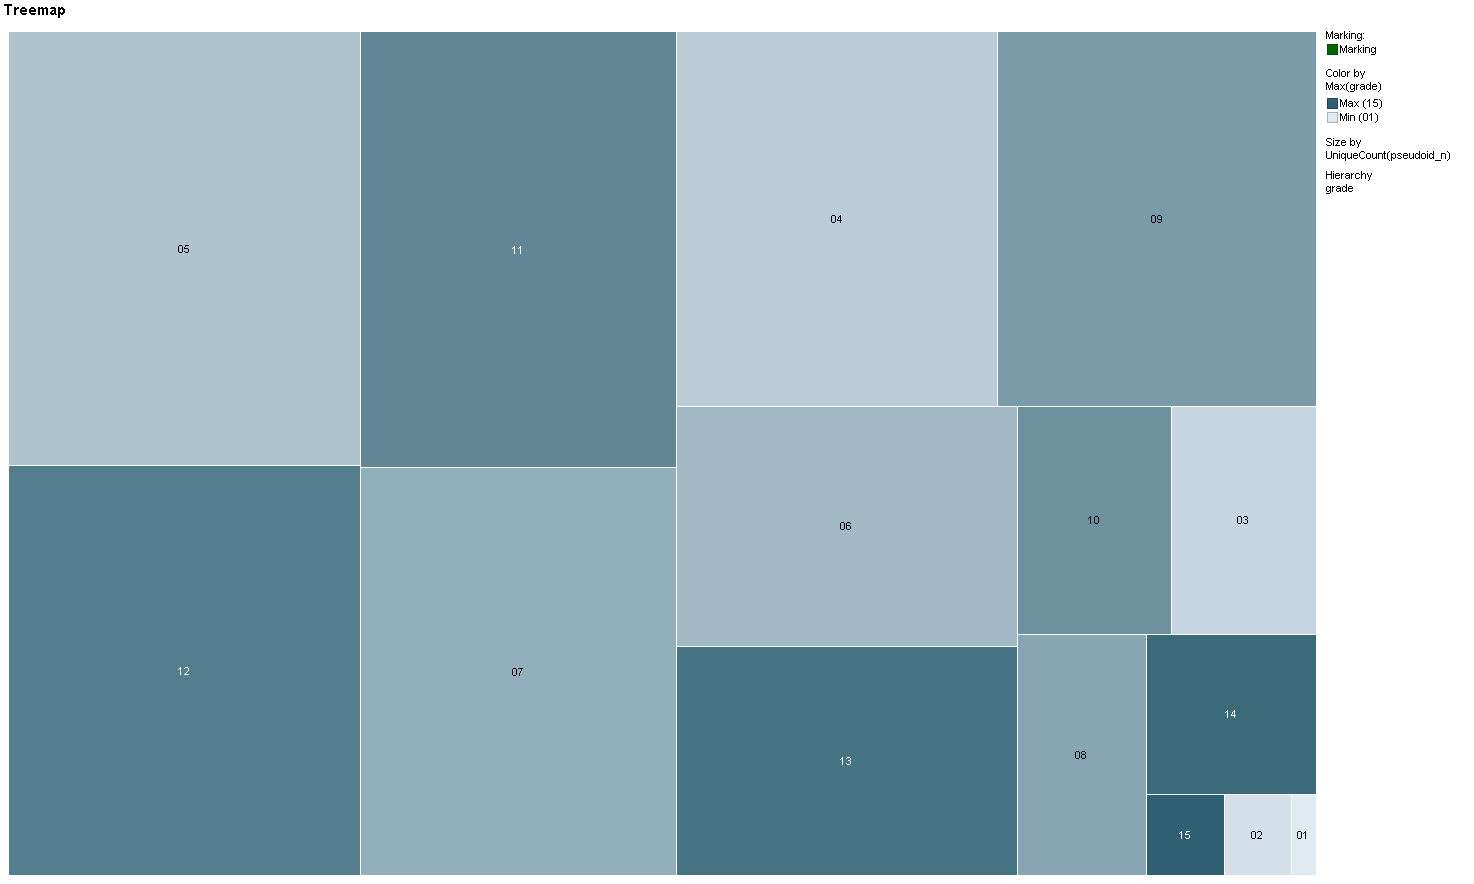 Treemap
05
11
04
09
12
07
06
10
03
13
08
14
15
02
01
Marking:
Marking
Color by
Max(grade)
Max (15)
Min (01)
Size by
UniqueCount(pseudoid_n)
Hierarchy
grade